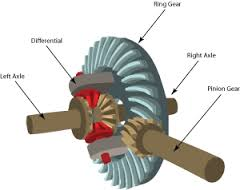 Ring Gear
Differential
Right Axle
Left Axle
Pinion Gear